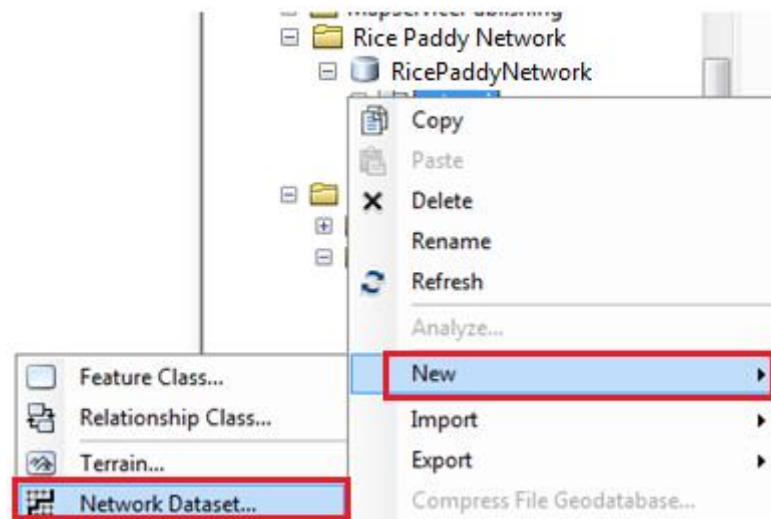 MapServicePublishing
Rice Paddy Network
RicePaddyNetwork
Copy
Paste
Delete
Rename
Refresh
Analyze...
New
Import
Export
Compress File Geodatabase...
Feature Class...
Relationship Class...
Terrain...
Network Dataset...